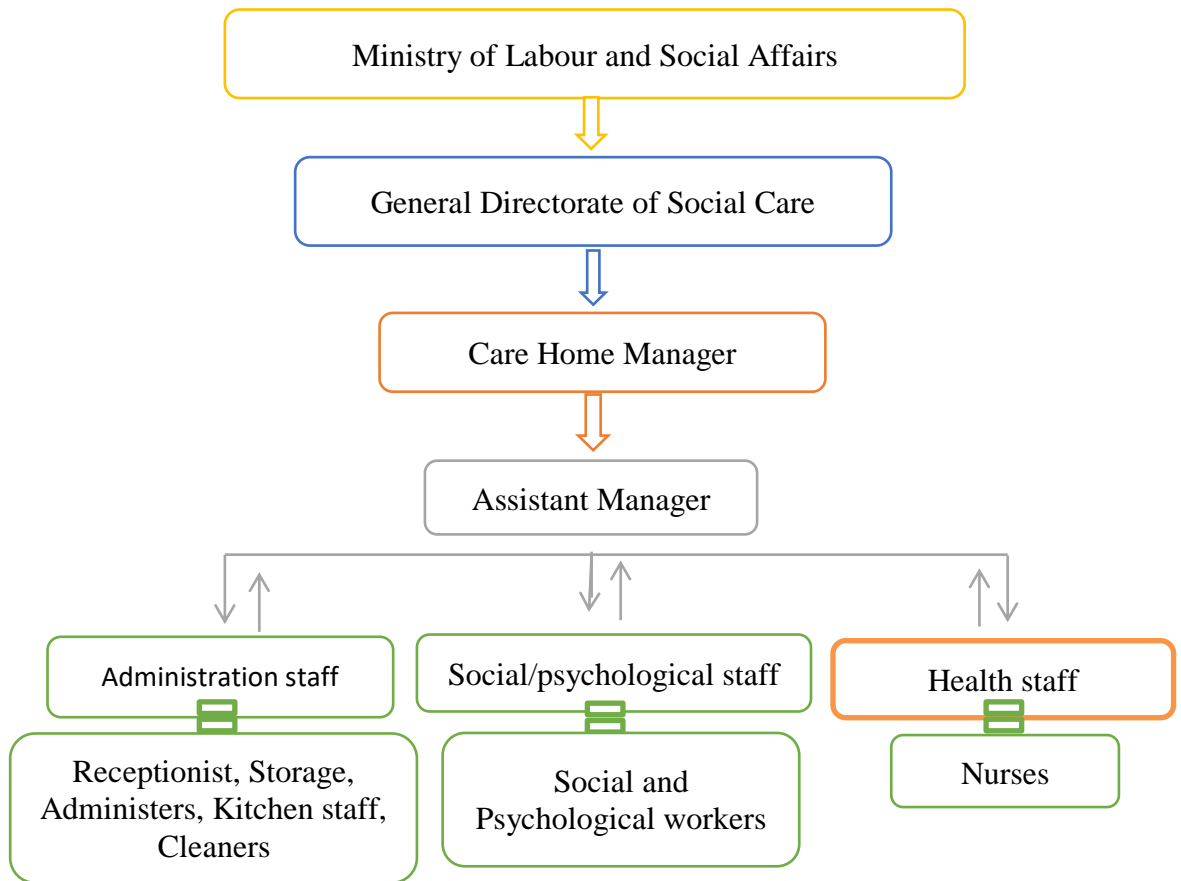 Ministry of Labour and Social Affairs
General Directorate of Social Care
Care Home Manager
Assistant Manager
Administration staff
Social/psychological staff
Health staff
Receptionist, Storage,
Administers, Kitchen staff,
Cleaners
Social and
Psychological workers
Nurses